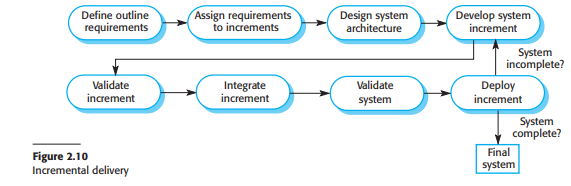 Define outline
requirements
Assign requirements
to increments
Design system
architecture
Develop system
increment
System
incomplete?
Validate
increment
Integrate
increment
Validate
system
Deploy
increment
System
complete?
Final
system
Figure 2.10
Incremental delivery